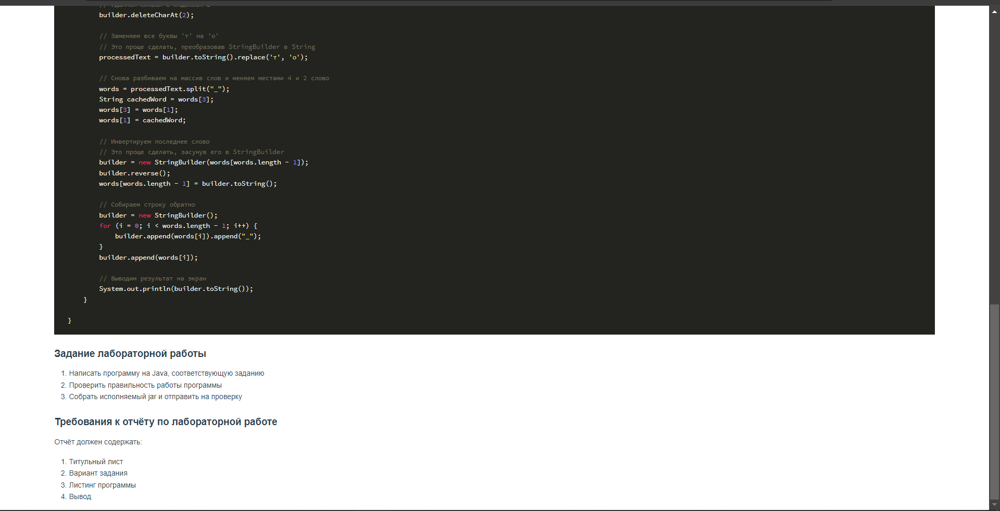 builder.deleteCharAt(2);
// Заменяем все буквы 'т' на 'о'
// Это проще сделать, преобразовав StringBuilder в String
processedText = builder.toString().replace('т', 'о');
// Снова разбиваем на массив слов и меняем местами 4 и 2 слово
words = processedText.split("_");
String cachedWord = words[3];
words[3] = words[1];
words[1] = cachedWord;
// Инвертируем последнее слово
// Это проще сделать, засунув его в StringBuilder
builder = new StringBuilder(words[words.length - 1]);
builder.reverse();
words[words.length - 1] = builder.toString();
// Собираем строку обратно
builder = new StringBuilder();
for (i = 0; i < words.length - 1; i++) {
builder.append(words[i]).append("_");
}
builder.append(words[i]);
// Выводим результат на экран
System.out.println(builder.toString());
}
}
Задание лабораторной работы
1. Написать программу на Java, соответствующую заданию
2. Проверить правильность работы программы
3. Собрать исполняемый jar и отправить на проверку
Требования к отчёту по лабораторной работе
Отчёт должен содержать:
1. Титульный лист
2. Вариант задания
3. Листинг программы
4. Вывод